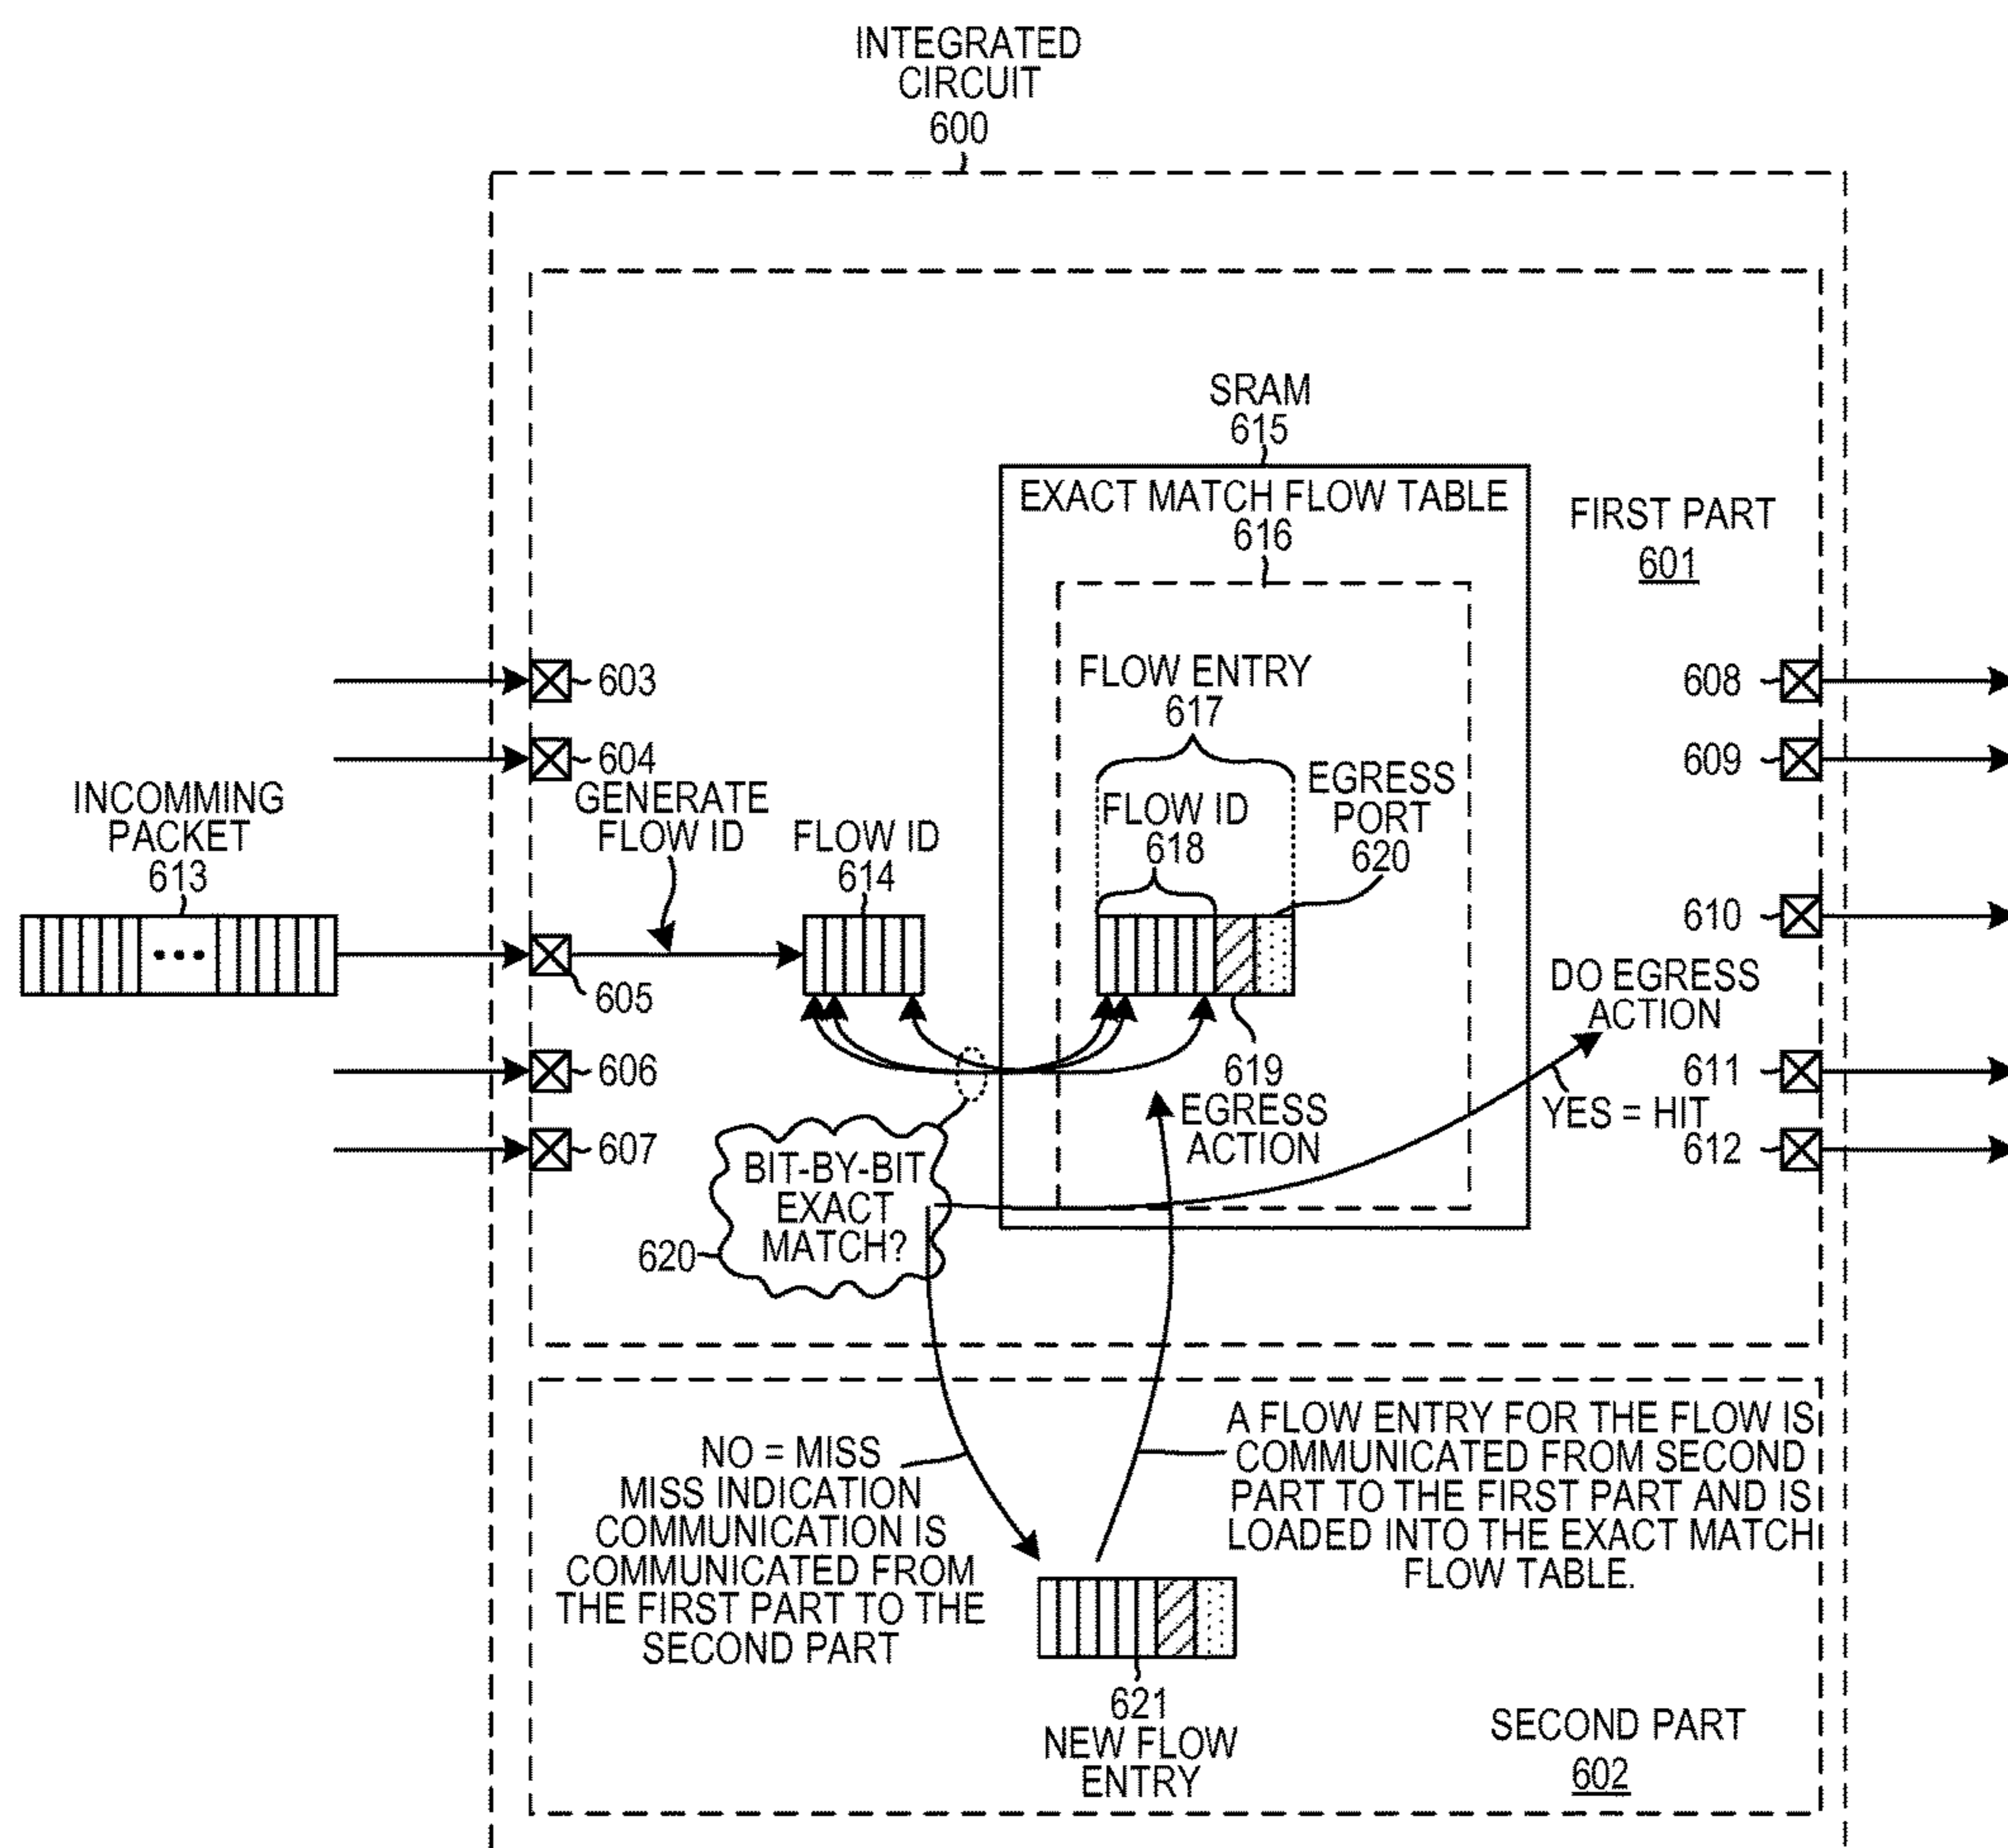 INTEGRATED
CIRCUIT
600
SRAM
615
EXACT MATCH FLOW TABLE
616
FIRST PART
601
603
604
605
606
607
608
609
610
611
612
INCOMMING
PACKET
613
GENERATE
FLOW ID
FLOW ID
614
FLOW ENTRY
617
FLOW ID
618
EGRESS
PORT
620
619
EGRESS
ACTION
DO EGRESS
ACTION
YES = HIT
BIT-BY-BIT
EXACT
MATCH?
620
NO = MISS
MISS INDICATION
COMMUNICATION IS
COMMUNICATED FROM
THE FIRST PART TO THE
SECOND PART
A FLOW ENTRY FOR THE FLOW IS
COMMUNICATED FROM SECOND
PART TO THE FIRST PART AND IS
LOADED INTO THE EXACT MATCH
FLOW TABLE.
621
NEW FLOW
ENTRY
SECOND PART
602